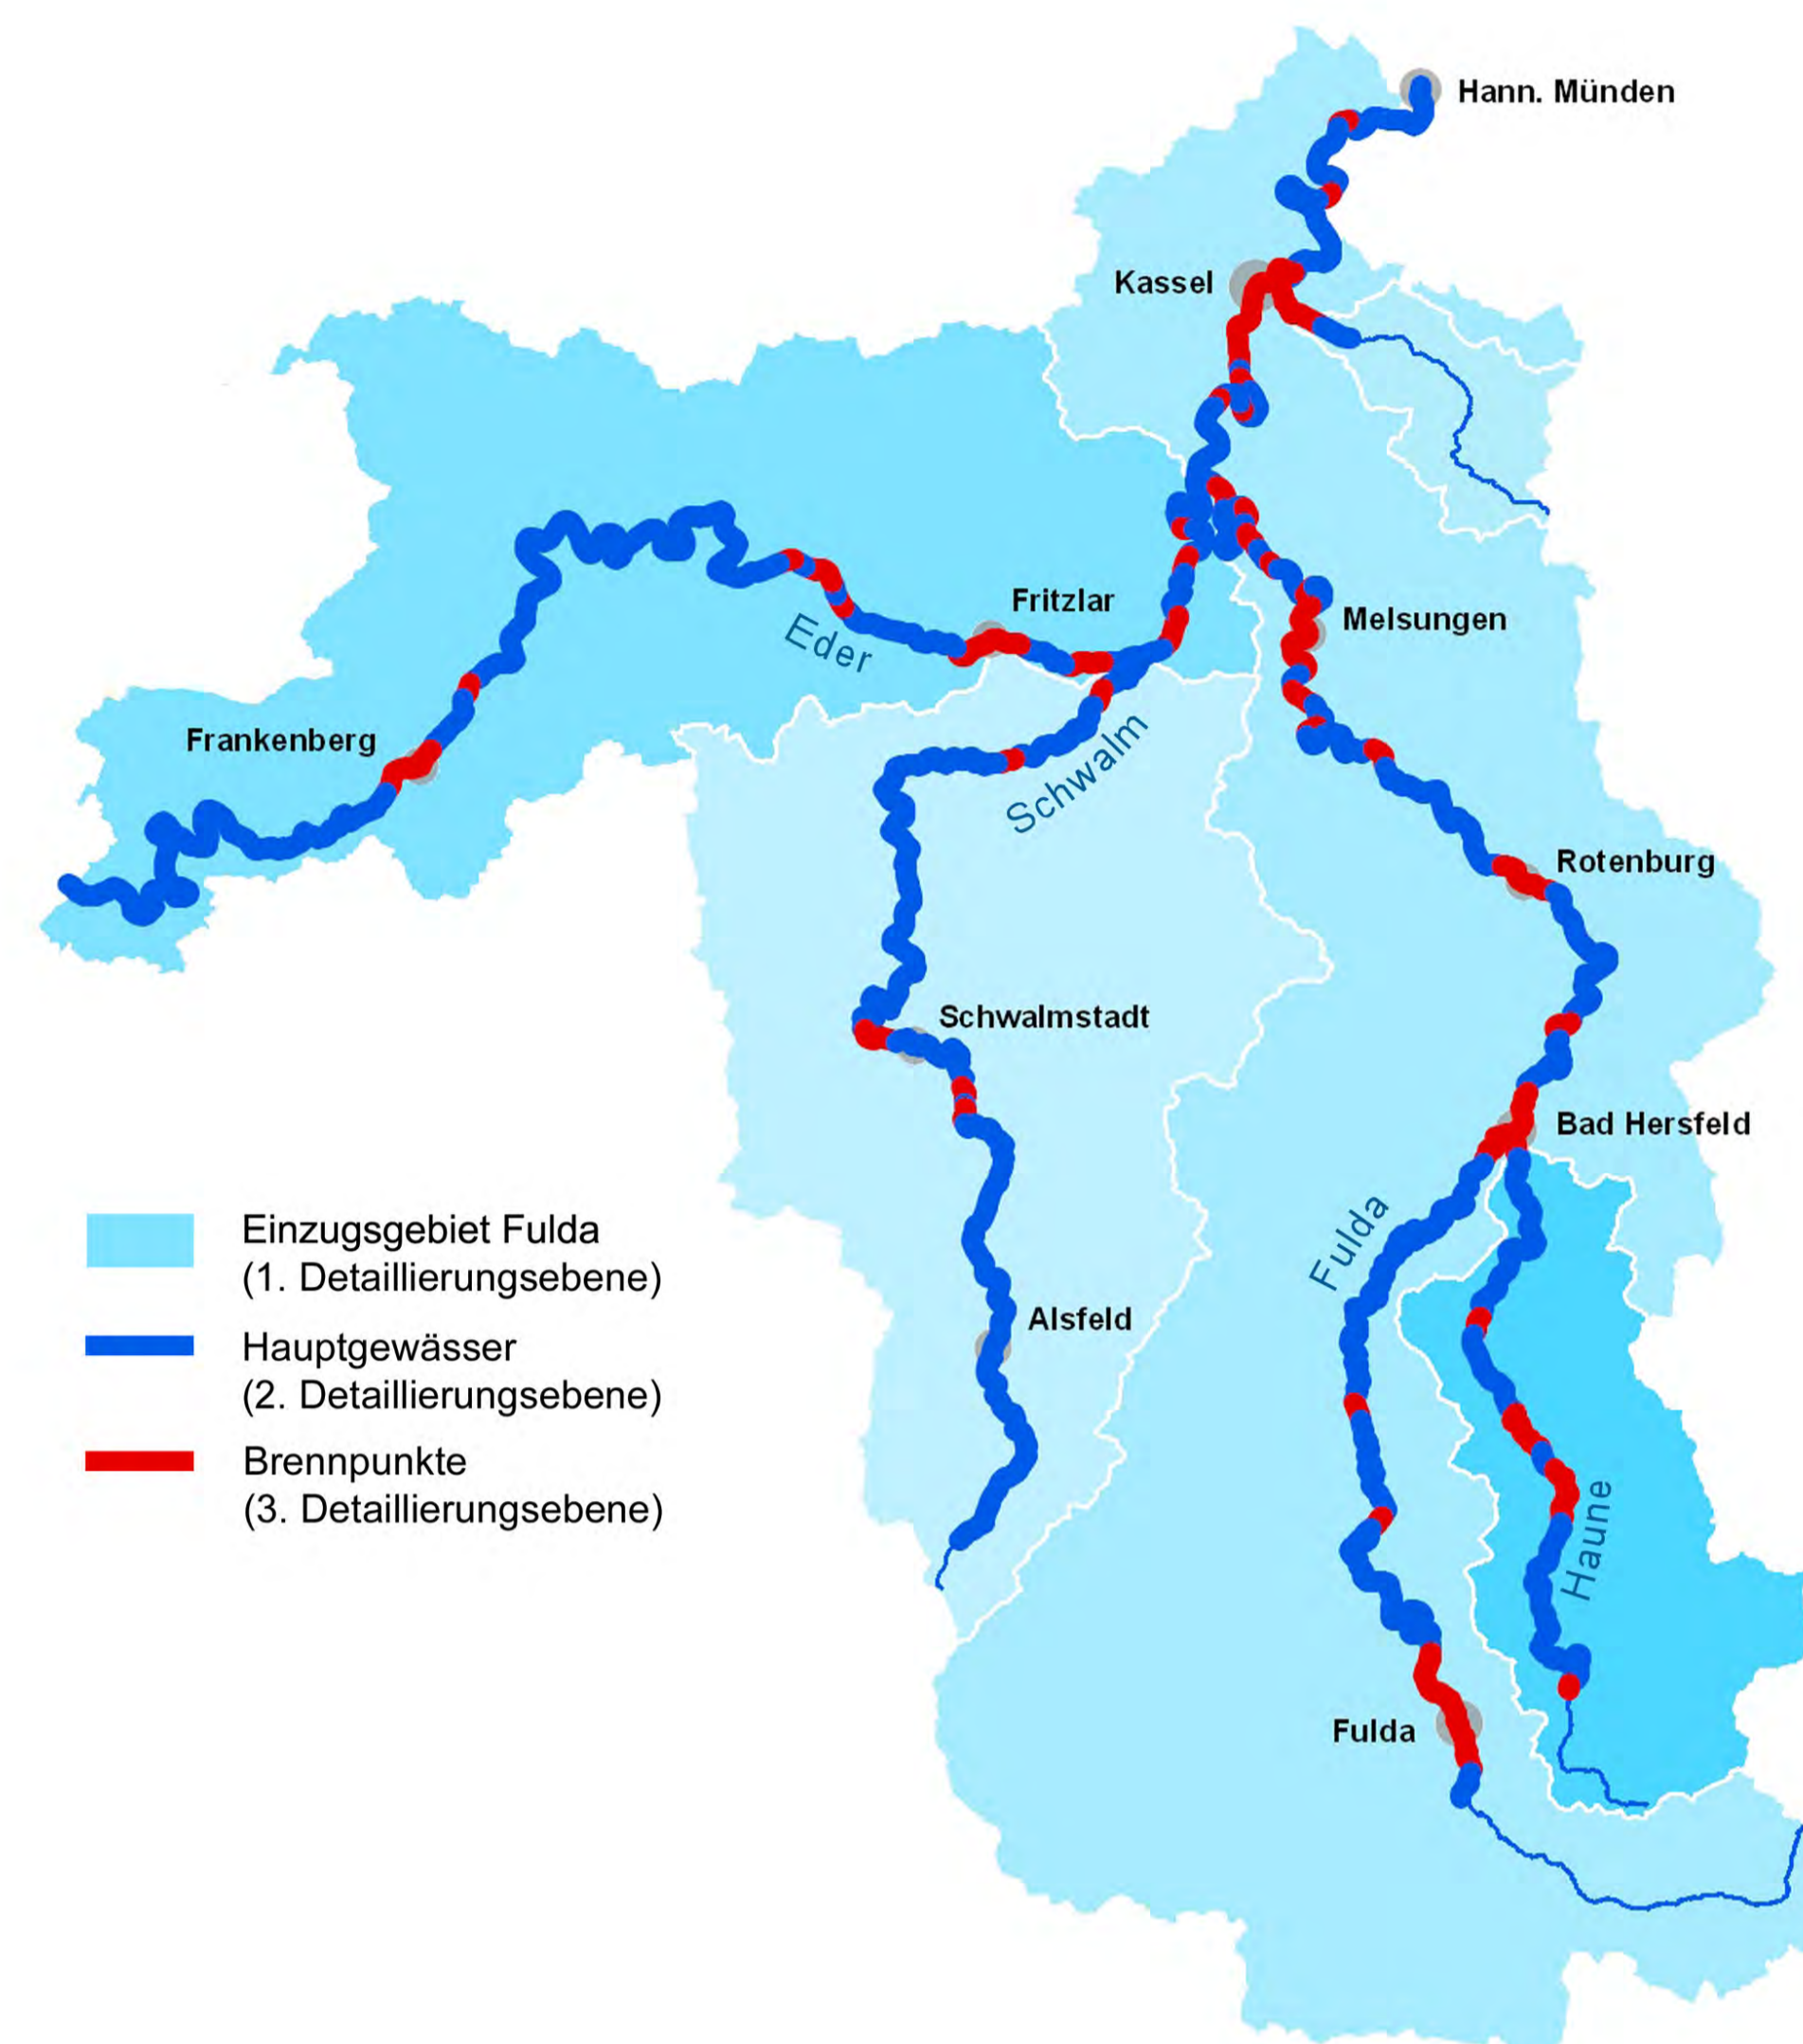 Hann. Münden
Kassel
Fritzlar
Melsungen
Eder
Schwalm
Frankenberg
Rotenburg
Schwalmstadt
Bad Hersfeld
Fulda
Einzugsgebiet Fulda
(1. Detaillierungsebene)
Hauptgewässer
(2. Detaillierungsebene)
Brennpunkte
(3. Detaillierungsebene)
Alsfeld
Haune
Fulda